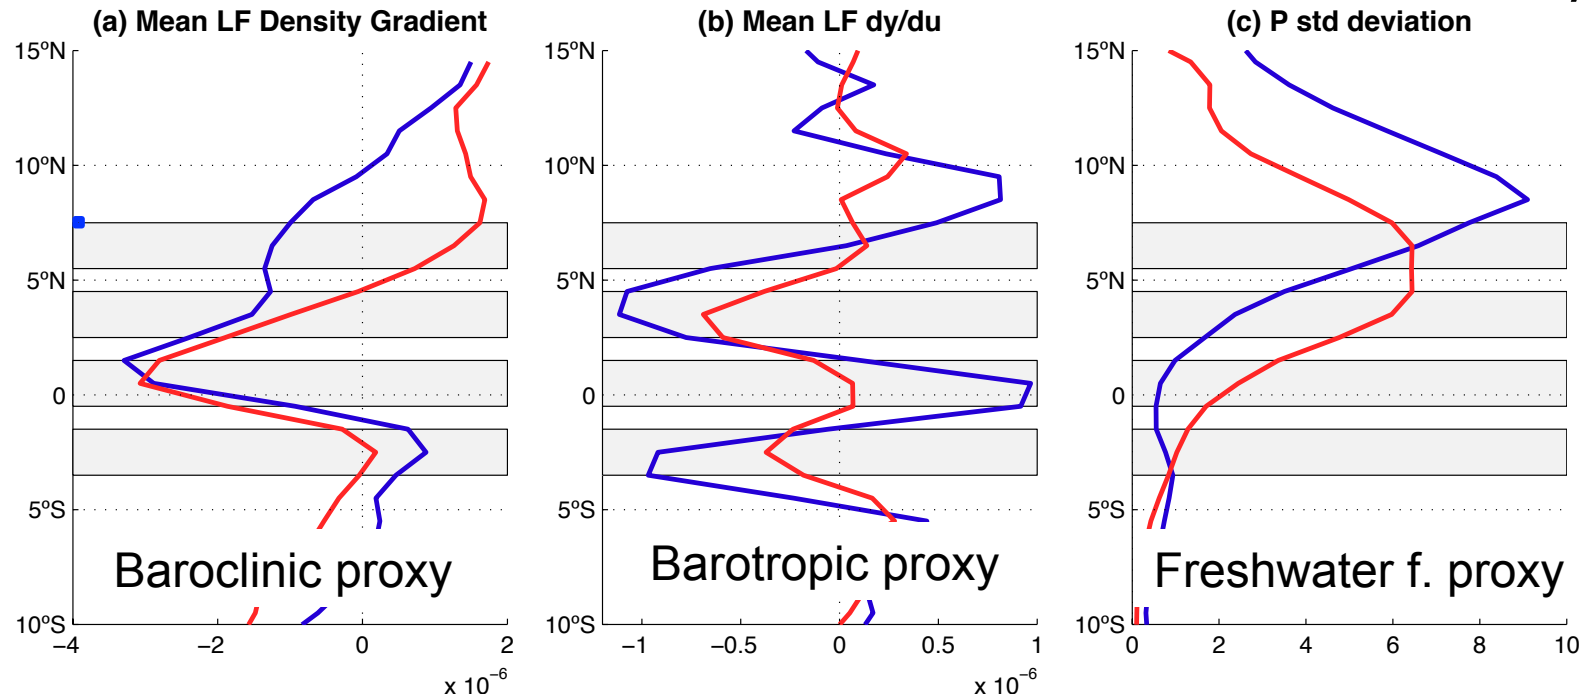 (a) Mean LF Density Gradient
15ºN
10ºN
5ºN
0
5ºS
10ºS
Baroclinic proxy
−4
−2
0
2
x 10⁻⁶
(b) Mean LF dy/du
15ºN
10ºN
5ºN
0
5ºS
10ºS
Barotropic proxy
−1
−0.5
0
0.5
1
x 10⁻⁶
(c) P std deviation
15ºN
10ºN
5ºN
0
5ºS
10ºS
Freshwater f. proxy
0
2
4
6
8
10